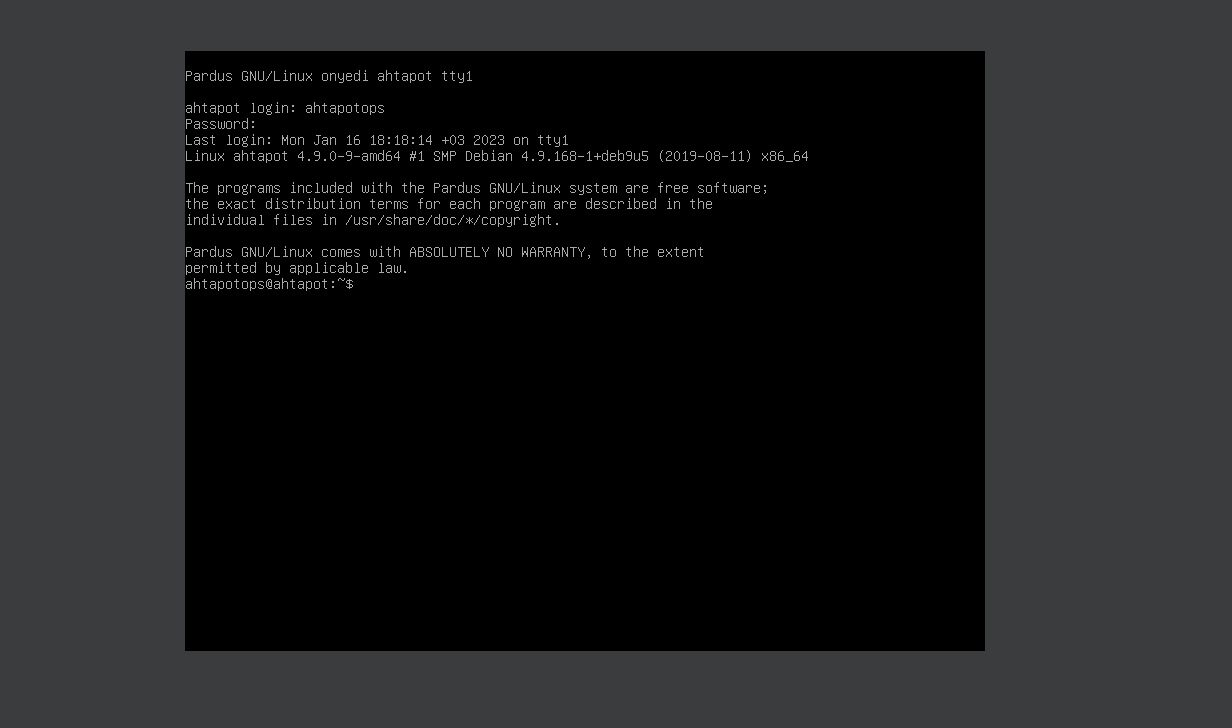 Pardus GNU/Linux onyedi ahtapot tty1
ahtapot login: ahtapotops
Password:
Last login: Mon Jan 16 18:18:14 +03 2023 on tty1
Linux ahtapot 4.9.0-9-amd64 #1 SMP Debian 4.9.168-1+deb9u5 (2019-08-11) x86_64
The programs included with the Pardus GNU/Linux system are free software;
the exact distribution terms for each program are described in the
individual files in /usr/share/doc/*/copyright.
Pardus GNU/Linux comes with ABSOLUTELY NO WARRANTY, to the extent
permitted by applicable law.
ahtapotops@ahtapot:~$